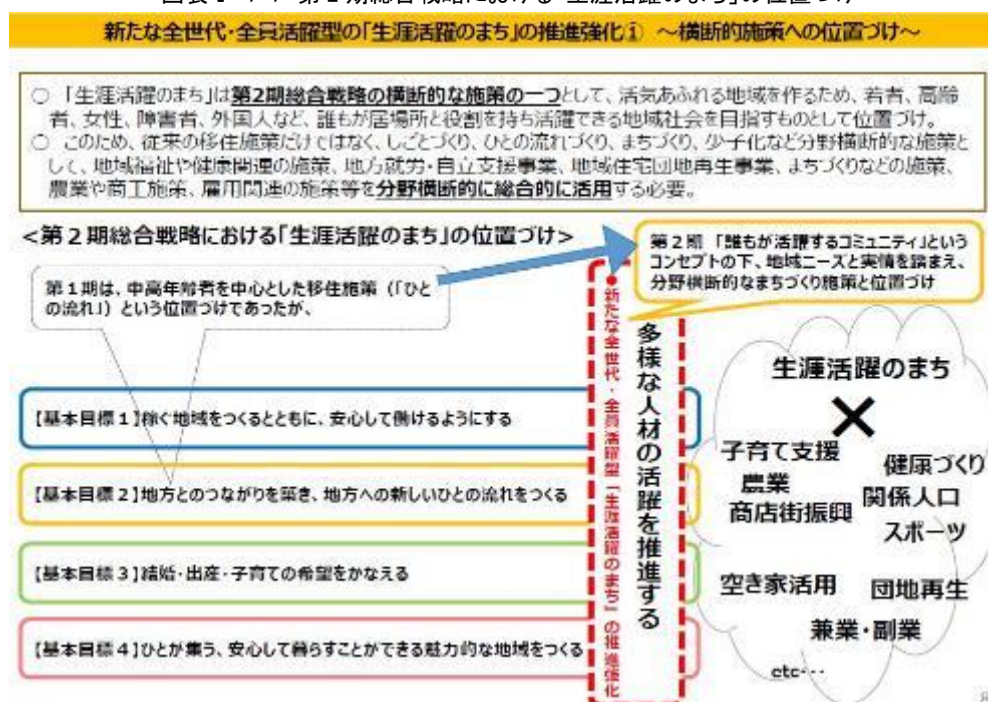 新たな全世代・全員活躍型の「生涯活躍のまち」の推進強化① ～横断的施策への位置づけ～
○ 「生涯活躍のまち」は第2期総合戦略の横断的な施策の一つとして、活気あふれる地域を作るため、若者、高齢
者、女性、障害者、外国人など、誰もが居場所と役割を持ち活躍できる地域社会を目指すものとして位置づけ。
○ このため、従来の移住施策だけではなく、しごとづくり、ひとの流れづくり、まちづくり、少子化など分野横断的な施策と
して、地域福祉や健康関連の施策、地方就労・自立支援事業、地域住宅団地再生事業、まちづくりなどの施策、
農業や商工施策、雇用関連の施策等を分野横断的に総合的に活用する必要。
<第2期総合戦略における「生涯活躍のまち」の位置づけ>
第2期 「誰もが活躍するコミュニティ」という
コンセプトの下、地域ニーズと実情を踏まえ、
分野横断的なまちづくり施策と位置づけ
第1期は、中高年齢者を中心とした移住施策（「ひと
の流れ」）という位置づけであったが、
【基本目標1】稼ぐ地域をつくるとともに、安心して働けるようにする
【基本目標2】地方とのつながりを築き、地方への新しいひとの流れをつくる
【基本目標3】結婚・出産・子育ての希望をかなえる
【基本目標4】ひとが集う、安心して暮らすことができる魅力的な地域をつくる
多様な人材の活躍を推進する
●新たな全世代・全員活躍型「生涯活躍のまち」の推進強化
生涯活躍のまち
×
子育て支援
健康づくり
農業
関係人口
商店街振興
スポーツ
空き家活用
団地再生
兼業・副業
etc…